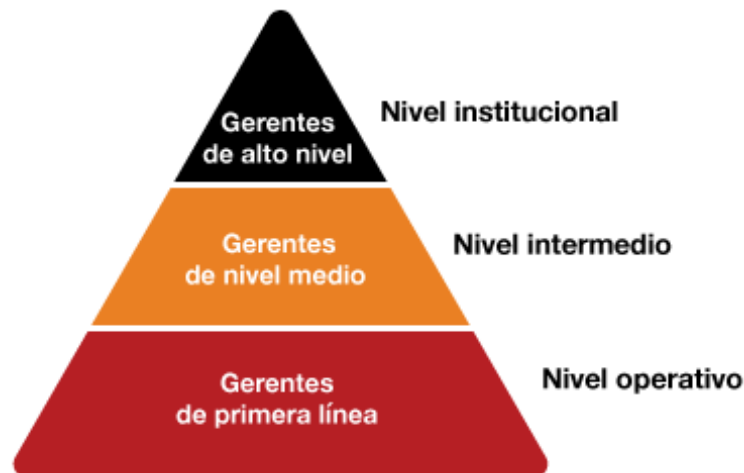 Gerentes
de alto nivel
Nivel institucional
Gerentes
de nivel medio
Nivel intermedio
Gerentes
de primera línea
Nivel operativo